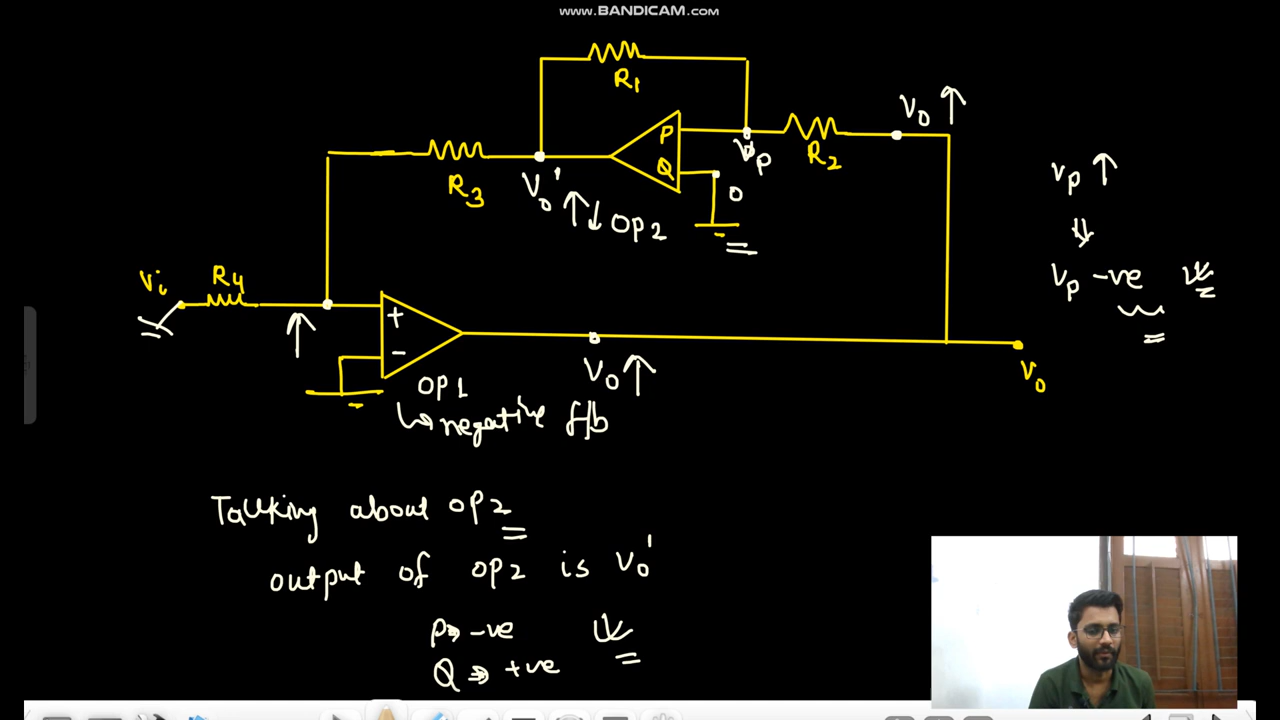 www.BANDICAM.com
R1
Vo ↑
P
Q
Vp
R2
R3
Vo' ↑↓
OP2
0
Vp ↑
⇓
Vp -ve
Vi
R4
+
-
OP1
Vo ↑
Vo
↳ negative f/b
Talking about OP2
output of OP2 is Vo'
P → -ve
Q → +ve